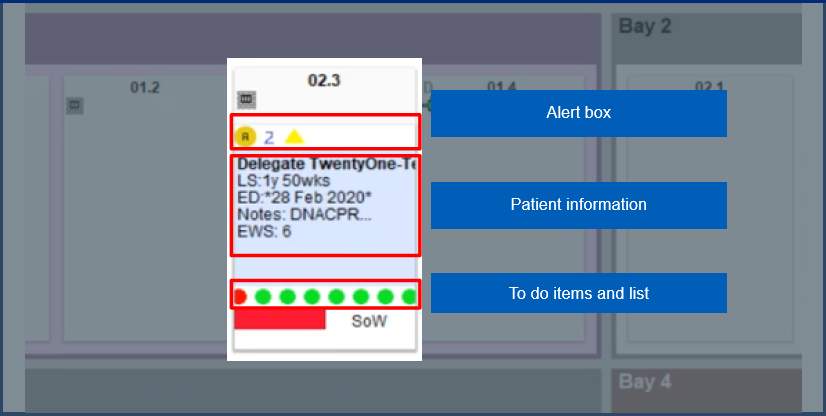 Bay 2
01.2
02.3
01.4
02.1
R 2
Delegate TwentyOne-Te
LS:1y 50wks
ED:*28 Feb 2020*
Notes: DNACPR...
EWS: 6
SoW
Alert box
Patient information
To do items and list
Bay 4